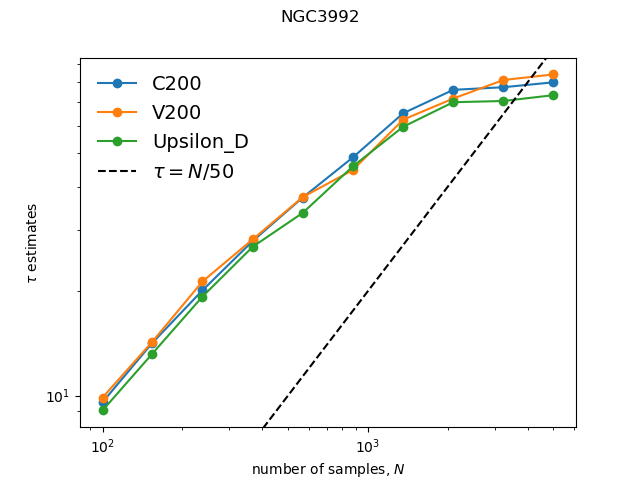 NGC3992
C200
V200
Upsilon_D
τ = N/50
τ estimates
10¹
10² 10³
number of samples, N